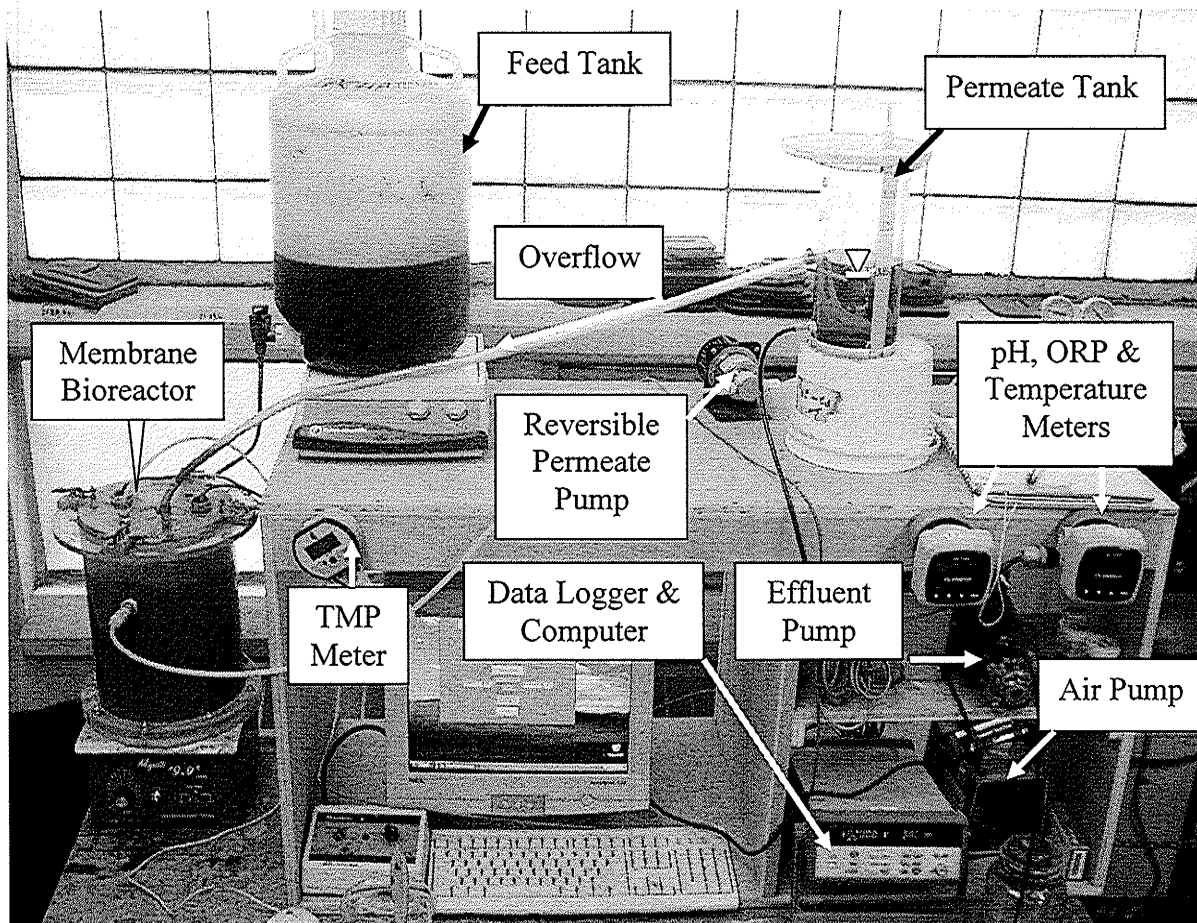 Feed Tank
Permeate Tank
Overflow
Membrane
Bioreactor
pH, ORP &
Temperature
Meters
Reversible
Permeate
Pump
TMP
Meter
Data Logger &
Computer
Effluent
Pump
Air Pump